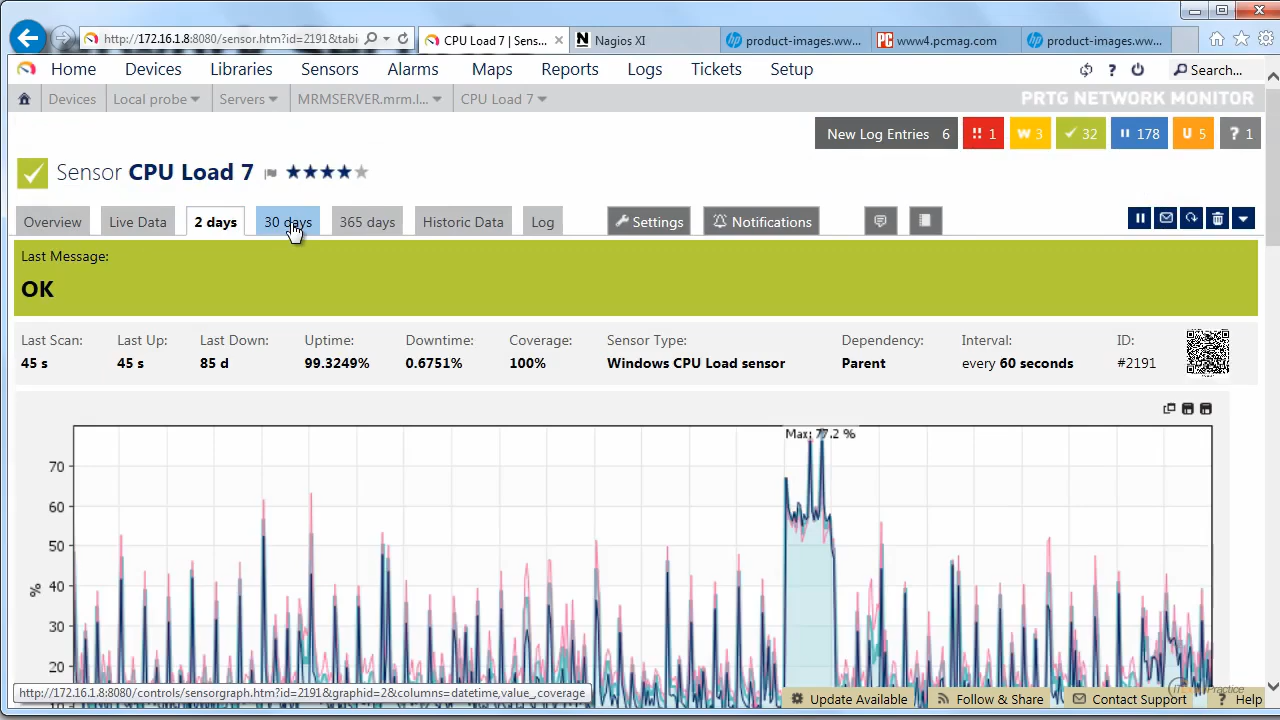 http://172.16.1.8:8080/sensor.htm?id=2191&tabi
CPU Load 7 | Sens...
Nagios XI
product-images.ww...
PC www4.pcmag.com
product-images.ww...
Home Devices Libraries Sensors Alarms Maps Reports Logs Tickets Setup
? Search...
Devices Local probe Servers MRMSERVER.mrm.l... CPU Load 7
PRTG NETWORK MONITOR
New Log Entries 6 !! 1 W 3 32 178 U 5 ? 1
Sensor CPU Load 7
Overview Live Data 2 days 30 days 365 days Historic Data Log Settings Notifications
Last Message:
OK
Last Scan: Last Up: Last Down: Uptime: Downtime: Coverage: Sensor Type: Dependency: Interval: ID:
45 s 45 s 85 d 99.3249% 0.6751% 100% Windows CPU Load sensor Parent every 60 seconds #2191
Max: 77.2 %
70
60
50
40
%
30
20
10
http://172.16.1.8:8080/controls/sensorgraph.htm?id=2191&graphid=2&columns=datetime,value_,coverage
Update Available Follow & Share Contact Support ? Help